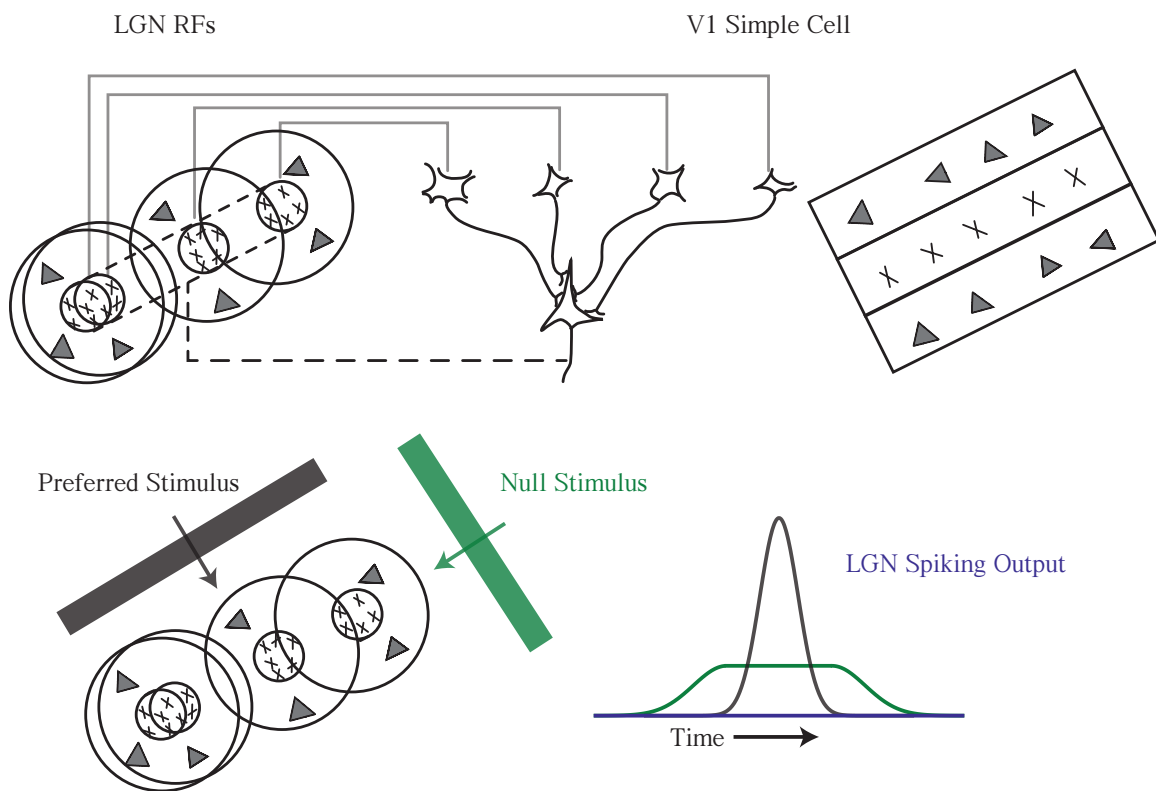 LGN RFs
V1 Simple Cell
Preferred Stimulus
Null Stimulus
LGN Spiking Output
Time